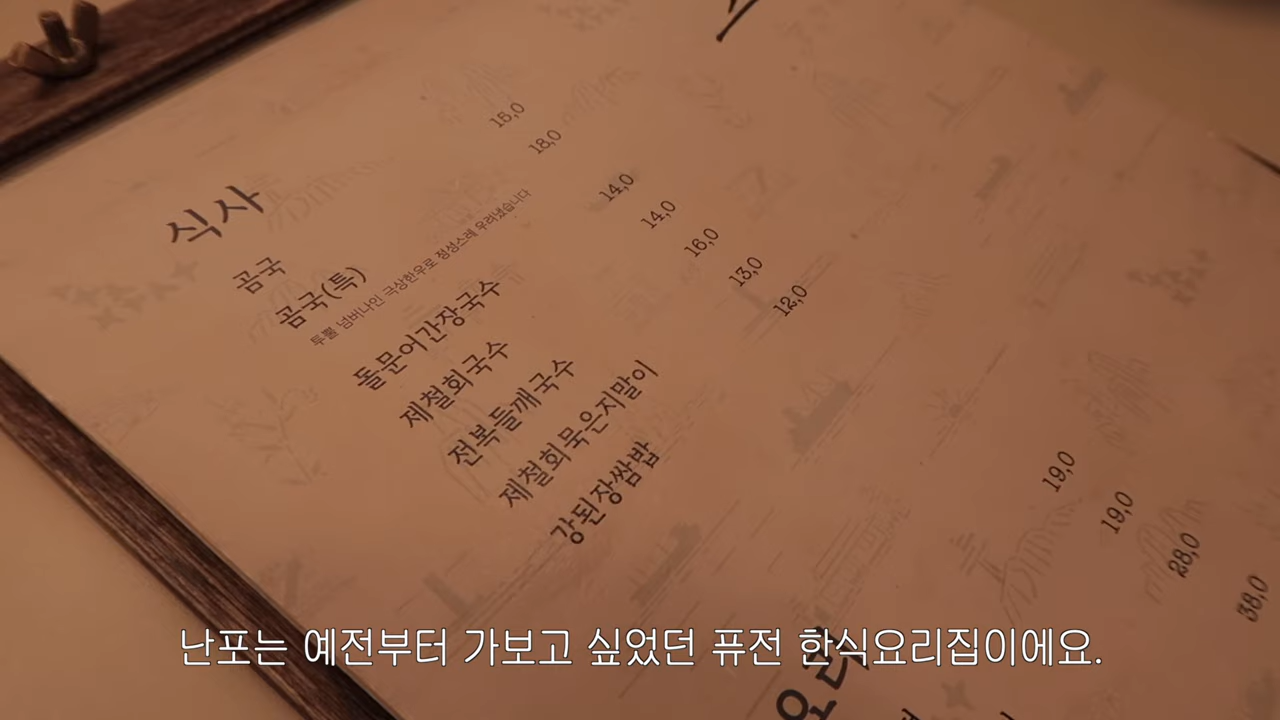 식사
곰국 15,0
곰국(특) 18,0
두뿔 넘버나인 극상한우로 정성스레 우려냈습니다
돌문어간장국수 14,0
제철회국수 14,0
전복들깨국수 16,0
제철회묵은지말이 13,0
강된장쌈밥 12,0
요리
19,0
19,0
28,0
38,0
난포는 예전부터 가보고 싶었던 퓨전 한식요리집이에요.